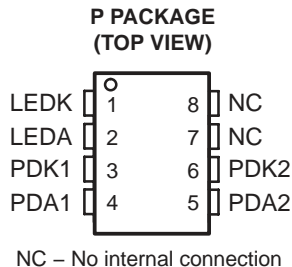 P PACKAGE
(TOP VIEW)
LEDK 1 8 NC
LEDA 2 7 NC
PDK1 3 6 PDK2
PDA1 4 5 PDA2
NC – No internal connection